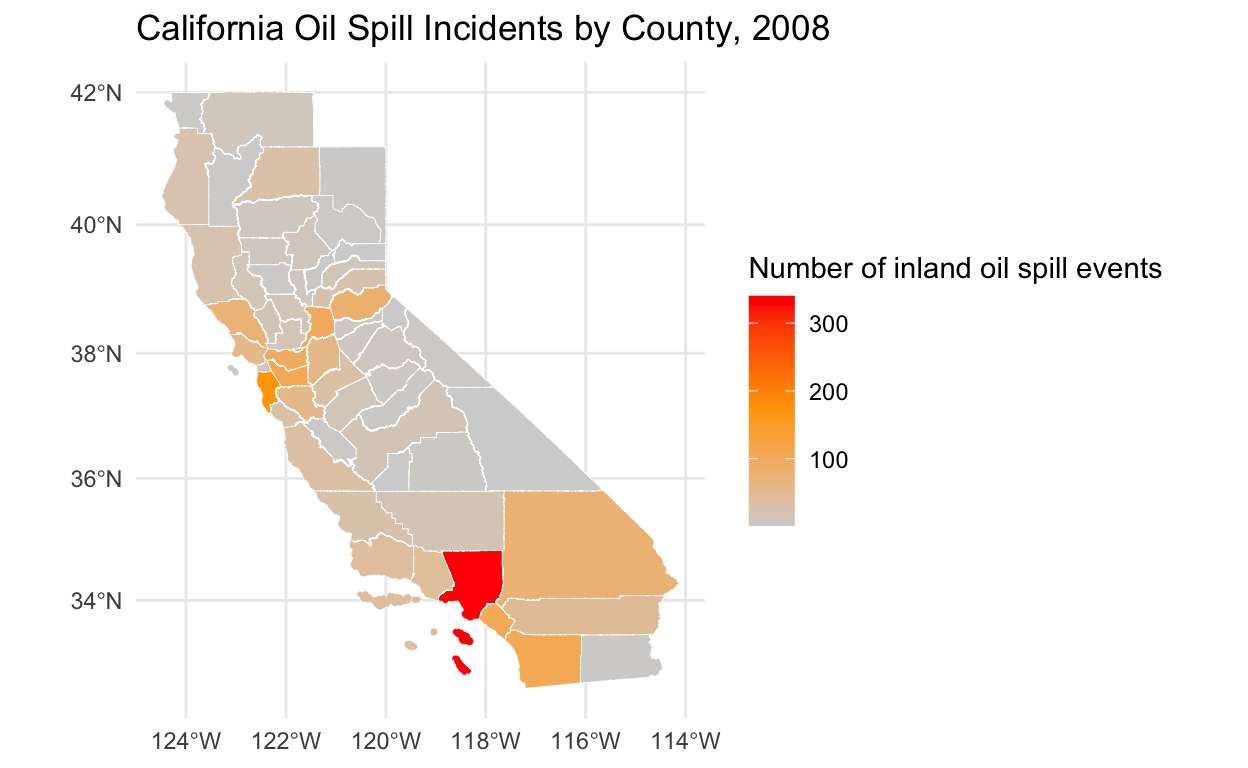 California Oil Spill Incidents by County, 2008
42°N
40°N
38°N
36°N
34°N
124°W 122°W 120°W 118°W 116°W 114°W
Number of inland oil spill events
300
200
100